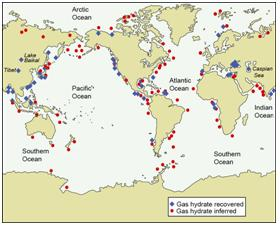 Arctic
Ocean
Lake
Baikal
Tibet
Caspian
Sea
Pacific
Ocean
Atlantic
Ocean
Indian
Ocean
Southern
Ocean
Southern
Ocean
Gas hydrate recovered
Gas hydrate inferred